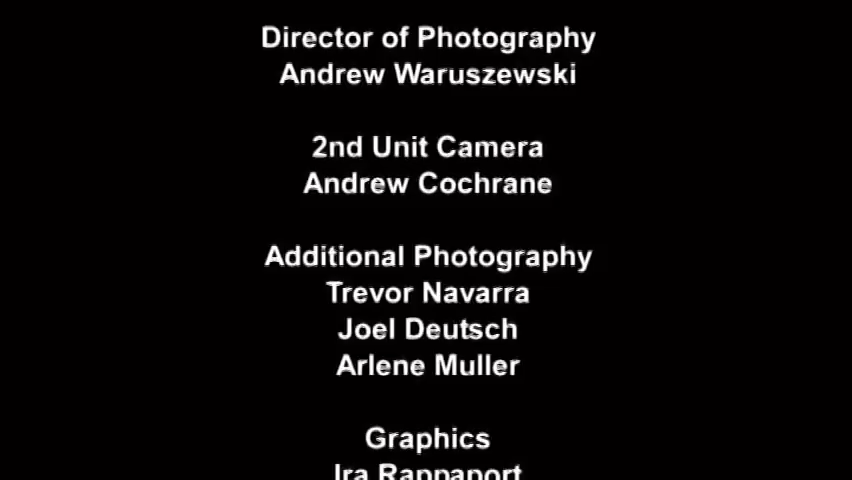 Director of Photography
Andrew Waruszewski
2nd Unit Camera
Andrew Cochrane
Additional Photography
Trevor Navarra
Joel Deutsch
Arlene Muller
Graphics
Ira Rappaport